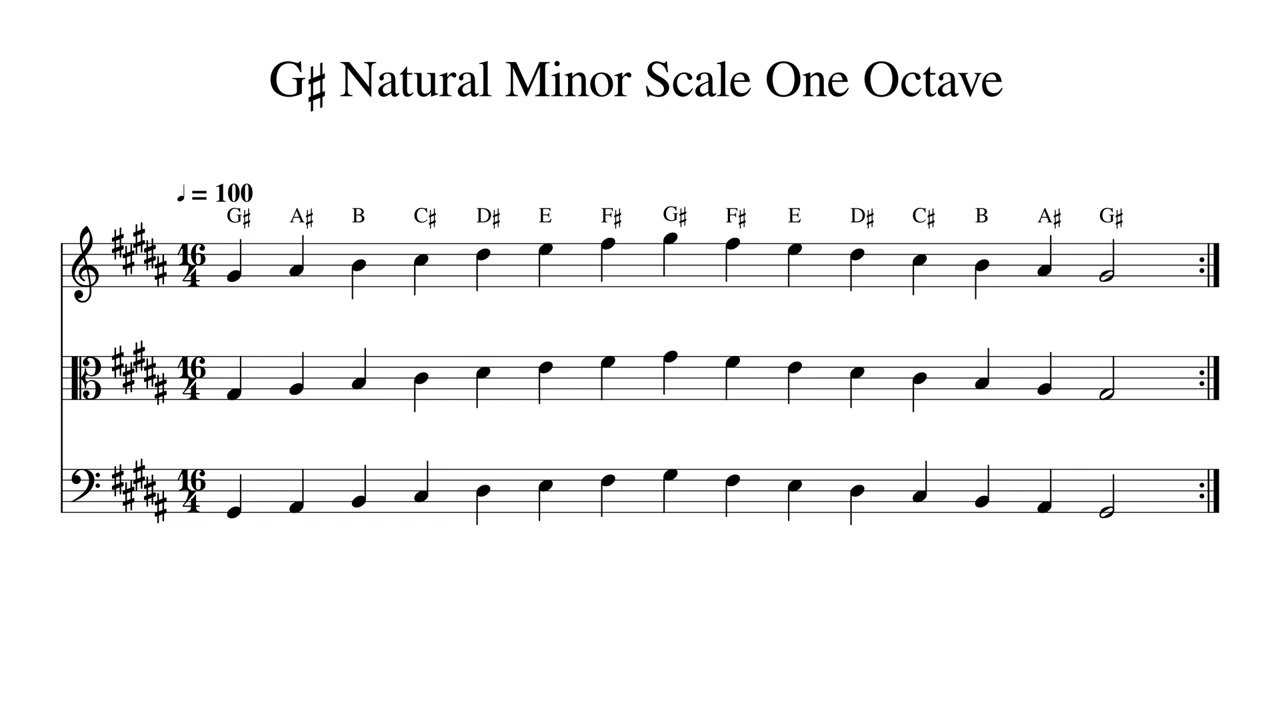 G♯ Natural Minor Scale One Octave
♩ = 100
G♯ A♯ B C♯ D♯ E F♯ G♯ F♯ E D♯ C♯ B A♯ G♯
16
4
16
4
16
4